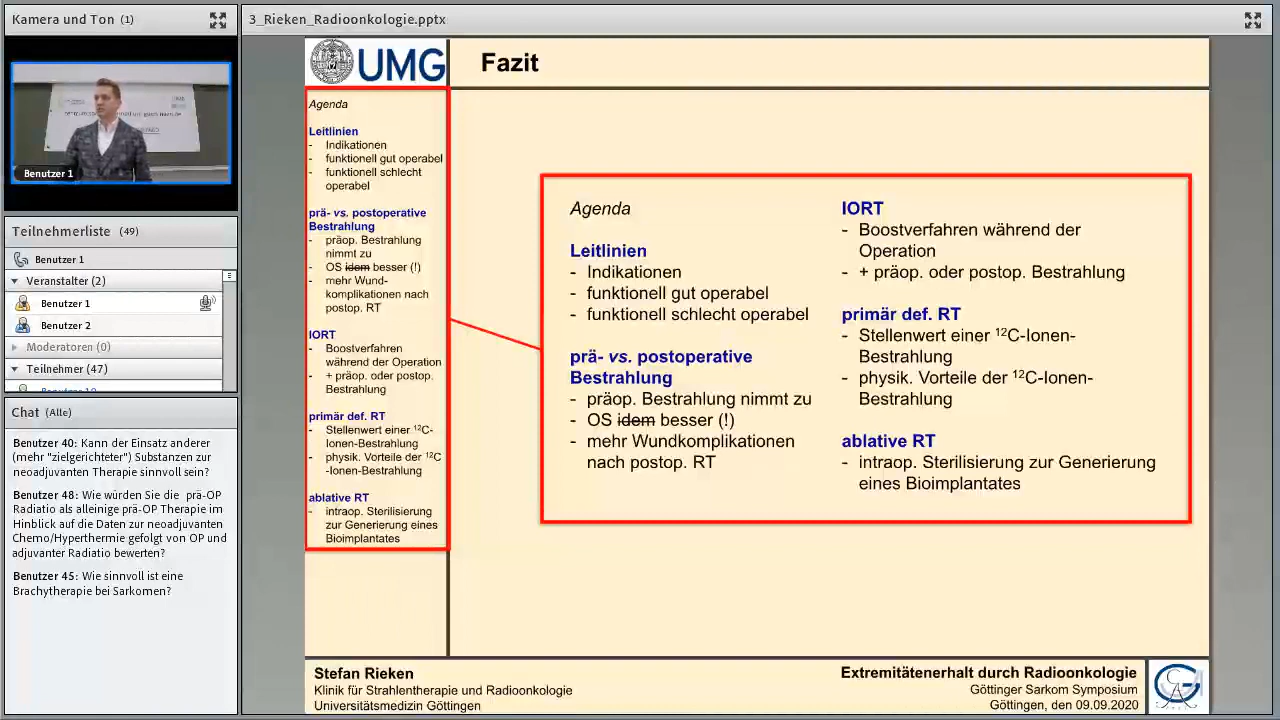 Kamera und Ton (1)
Benutzer 1
Teilnehmerliste (49)
Benutzer 1
Veranstalter (2)
Benutzer 1
Benutzer 2
Moderatoren (0)
Teilnehmer (47)
Chat (Alle)
Benutzer 40: Kann der Einsatz anderer
(mehr "zielgerichteter") Substanzen zur
neoadjuvanten Therapie sinnvoll sein?
Benutzer 48: Wie würden Sie die prä-OP
Radiatio als alleinige prä-OP Therapie im
Hinblick auf die Daten zur neoadjuvanten
Chemo/Hyperthermie gefolgt von OP und
adjuvanter Radiatio bewerten?
Benutzer 45: Wie sinnvoll ist eine
Brachytherapie bei Sarkomen?
3_Rieken_Radioonkologie.pptx
UMG
Fazit
Agenda
Leitlinien
- Indikationen
- funktionell gut operabel
- funktionell schlecht
operabel
prä- vs. postoperative
Bestrahlung
- präop. Bestrahlung
nimmt zu
- OS idem besser (!)
- mehr Wund-
komplikationen nach
postop. RT
IORT
- Boostverfahren
während der Operation
- + präop. oder postop.
Bestrahlung
primär def. RT
- Stellenwert einer ¹²C-
Ionen-Bestrahlung
- physik. Vorteile der ¹²C
-Ionen-Bestrahlung
ablative RT
- intraop. Sterilisierung
zur Generierung eines
Bioimplantates
Agenda
Leitlinien
- Indikationen
- funktionell gut operabel
- funktionell schlecht operabel
prä- vs. postoperative
Bestrahlung
- präop. Bestrahlung nimmt zu
- OS idem besser (!)
- mehr Wundkomplikationen
nach postop. RT
IORT
- Boostverfahren während der
Operation
- + präop. oder postop. Bestrahlung
primär def. RT
- Stellenwert einer ¹²C-Ionen-
Bestrahlung
- physik. Vorteile der ¹²C-Ionen-
Bestrahlung
ablative RT
- intraop. Sterilisierung zur Generierung
eines Bioimplantates
Stefan Rieken
Klinik für Strahlentherapie und Radioonkologie
Universitätsmedizin Göttingen
Extremitätenerhalt durch Radioonkologie
Göttinger Sarkom Symposium
Göttingen, den 09.09.2020